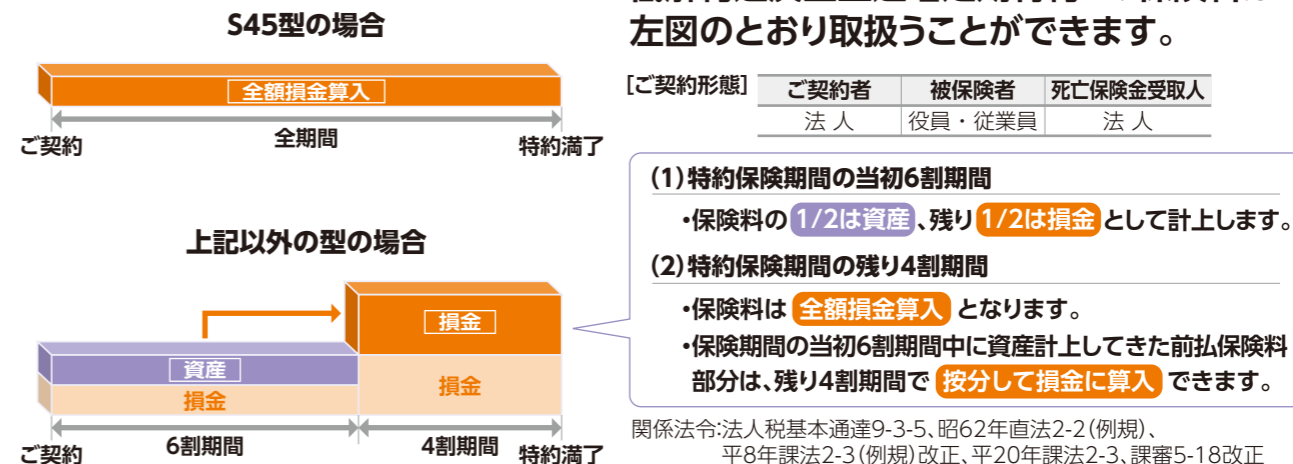 S45型の場合
全額損金算入
ご契約
全期間
特約満了
上記以外の型の場合
損金
資産
損金
損金
ご契約
6割期間
4割期間
特約満了
左図のとおり取扱うことができます。
[ご契約形態]
ご契約者 被保険者 死亡保険金受取人
法 人 役員・従業員 法 人
(1)特約保険期間の当初6割期間
・保険料の1/2は資産、残り1/2は損金として計上します。
(2)特約保険期間の残り4割期間
・保険料は 全額損金算入 となります。
・保険期間の当初6割期間中に資産計上してきた前払保険料
部分は、残り4割期間で 按分して損金に算入 できます。
関係法令:法人税基本通達9-3-5、昭62年直法2-2(例規)、
平8年課法2-3(例規)改正、平20年課法2-3、課審5-18改正